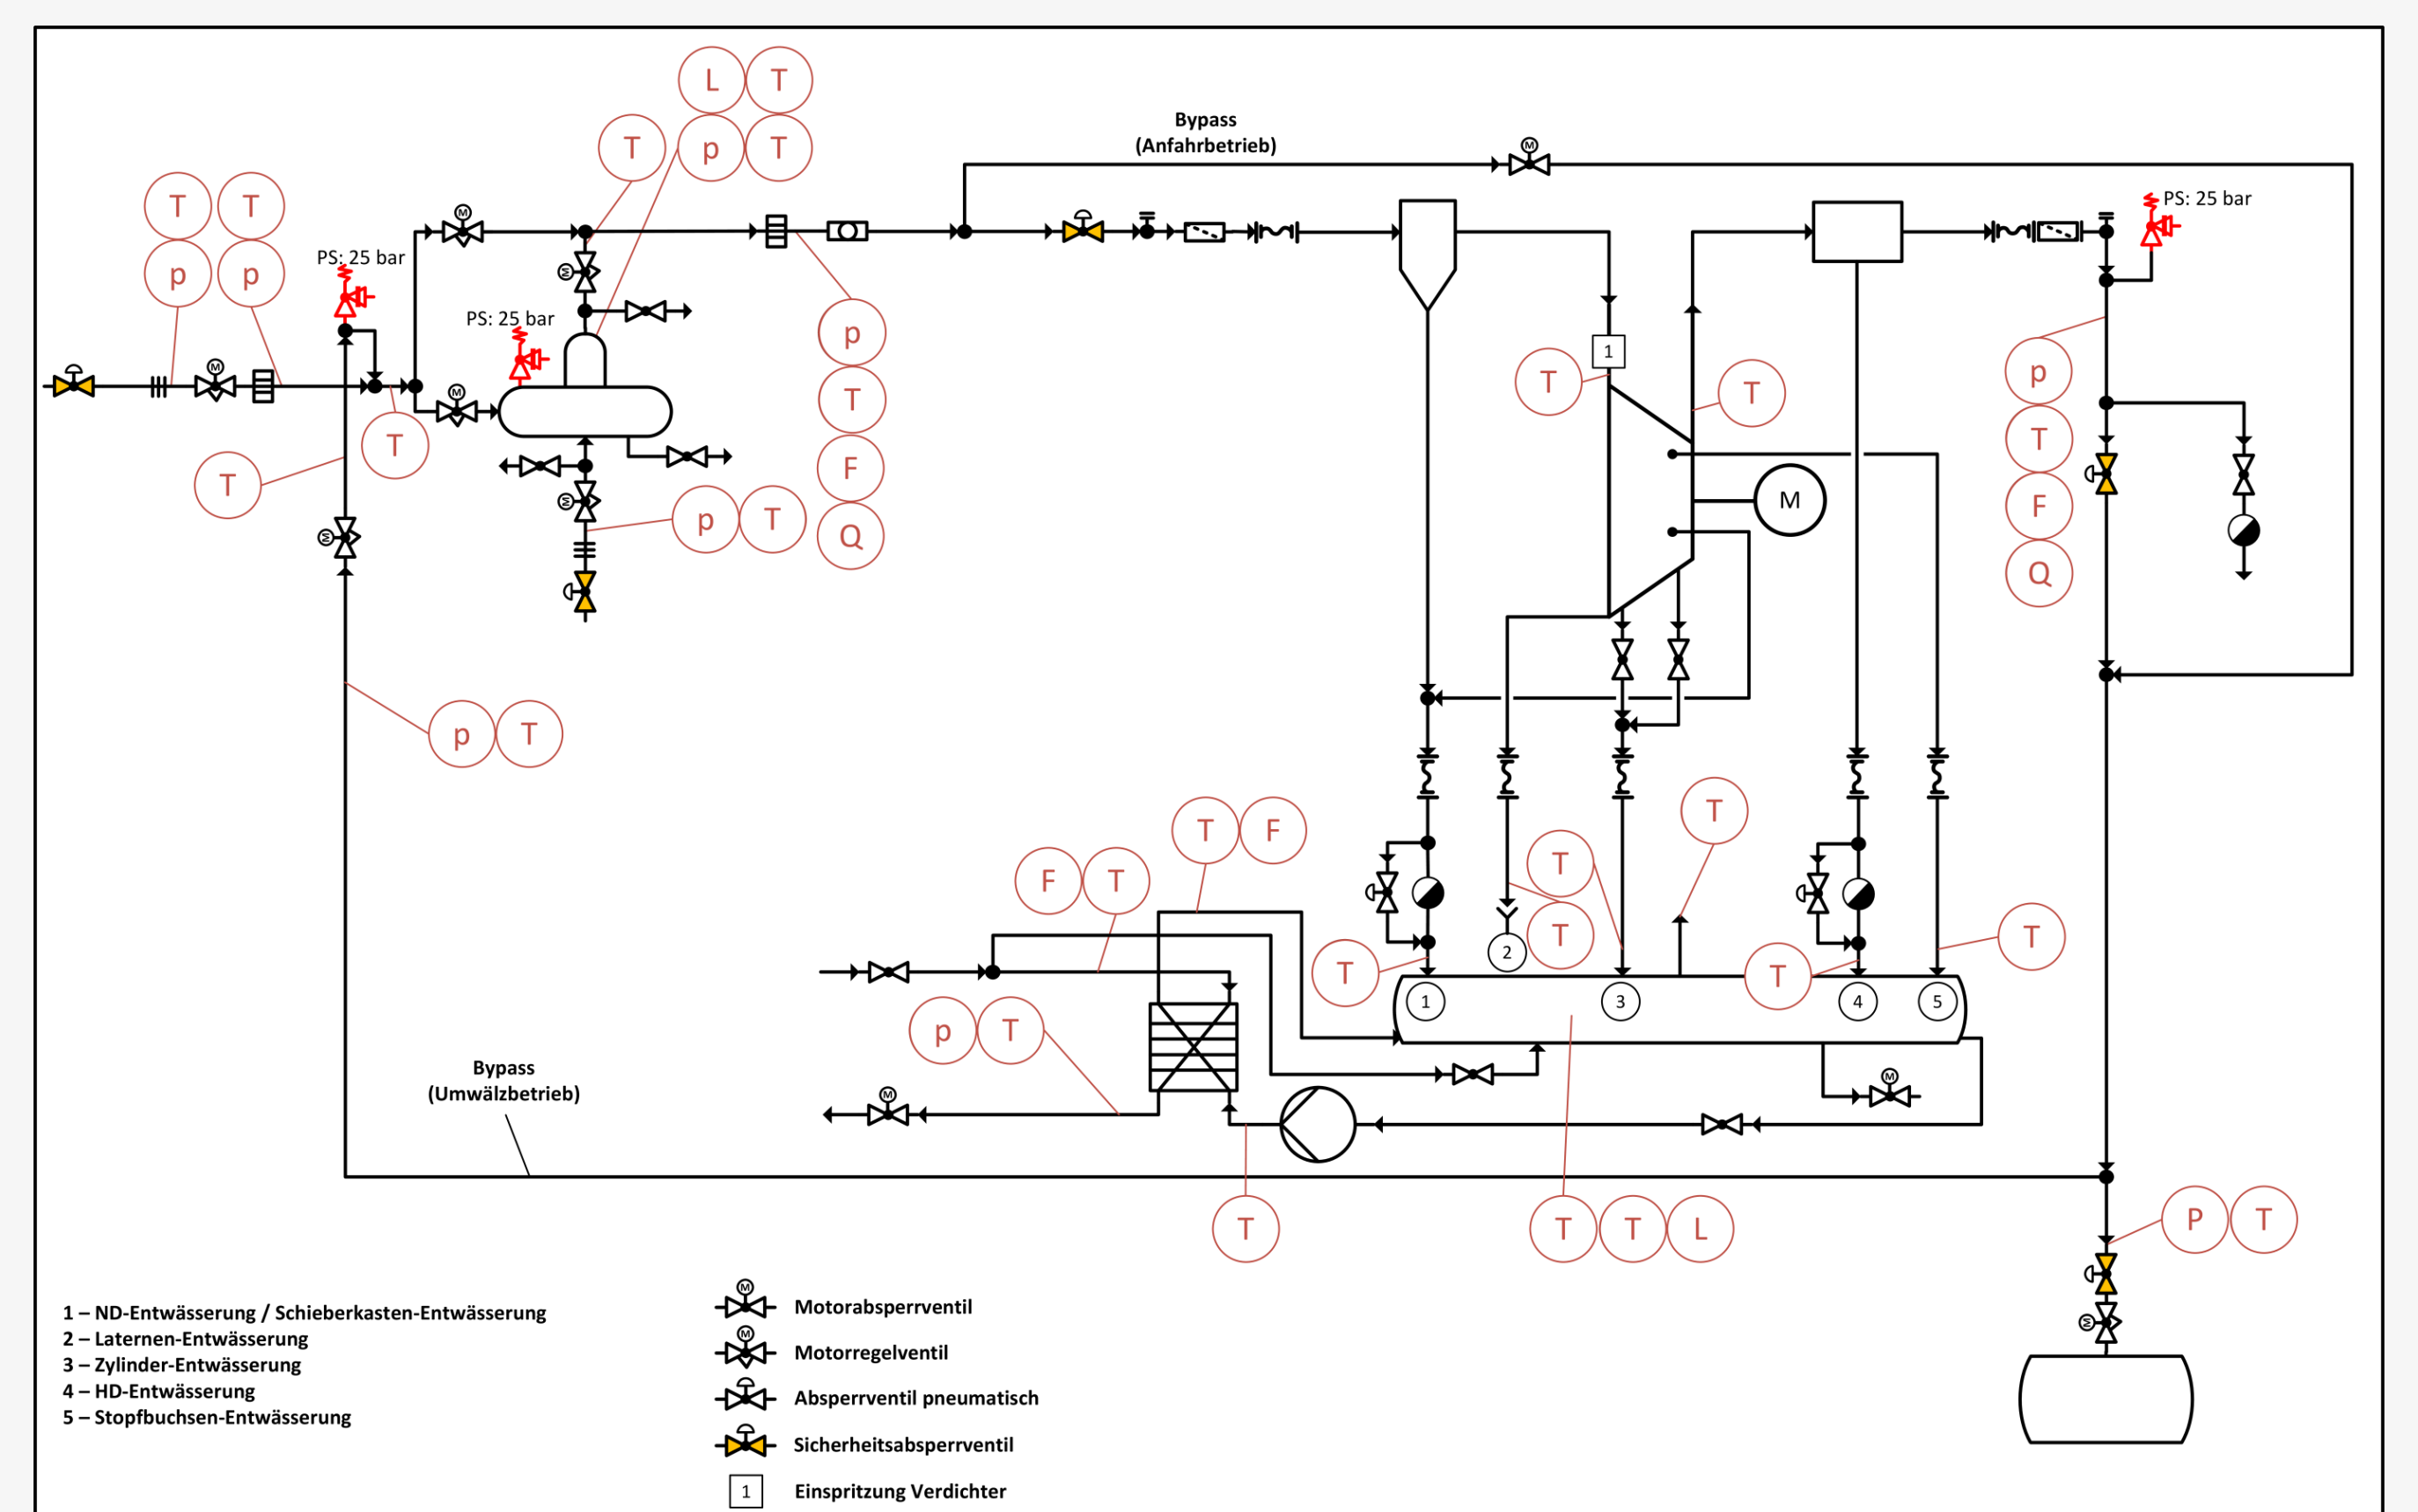 L T
T p T
Bypass
(Anfahrbetrieb)
T T
p p
PS: 25 bar
PS: 25 bar
PS: 25 bar
M
M
M
M
M
M
M
M
T
T
p T
p
T
F
Q
1
T
T
M
p
T
F
Q
p T
T F
F T
T
T
T
T
T
T
2
1
3
4
5
p T
M
M
Bypass
(Umwälzbetrieb)
T
T T L
P T
M
1 – ND-Entwässerung / Schieberkasten-Entwässerung
2 – Laternen-Entwässerung
3 – Zylinder-Entwässerung
4 – HD-Entwässerung
5 – Stopfbuchsen-Entwässerung
M Motorabsperrventil
M Motorregelventil
Absperrventil pneumatisch
Sicherheitsabsperrventil
1 Einspritzung Verdichter